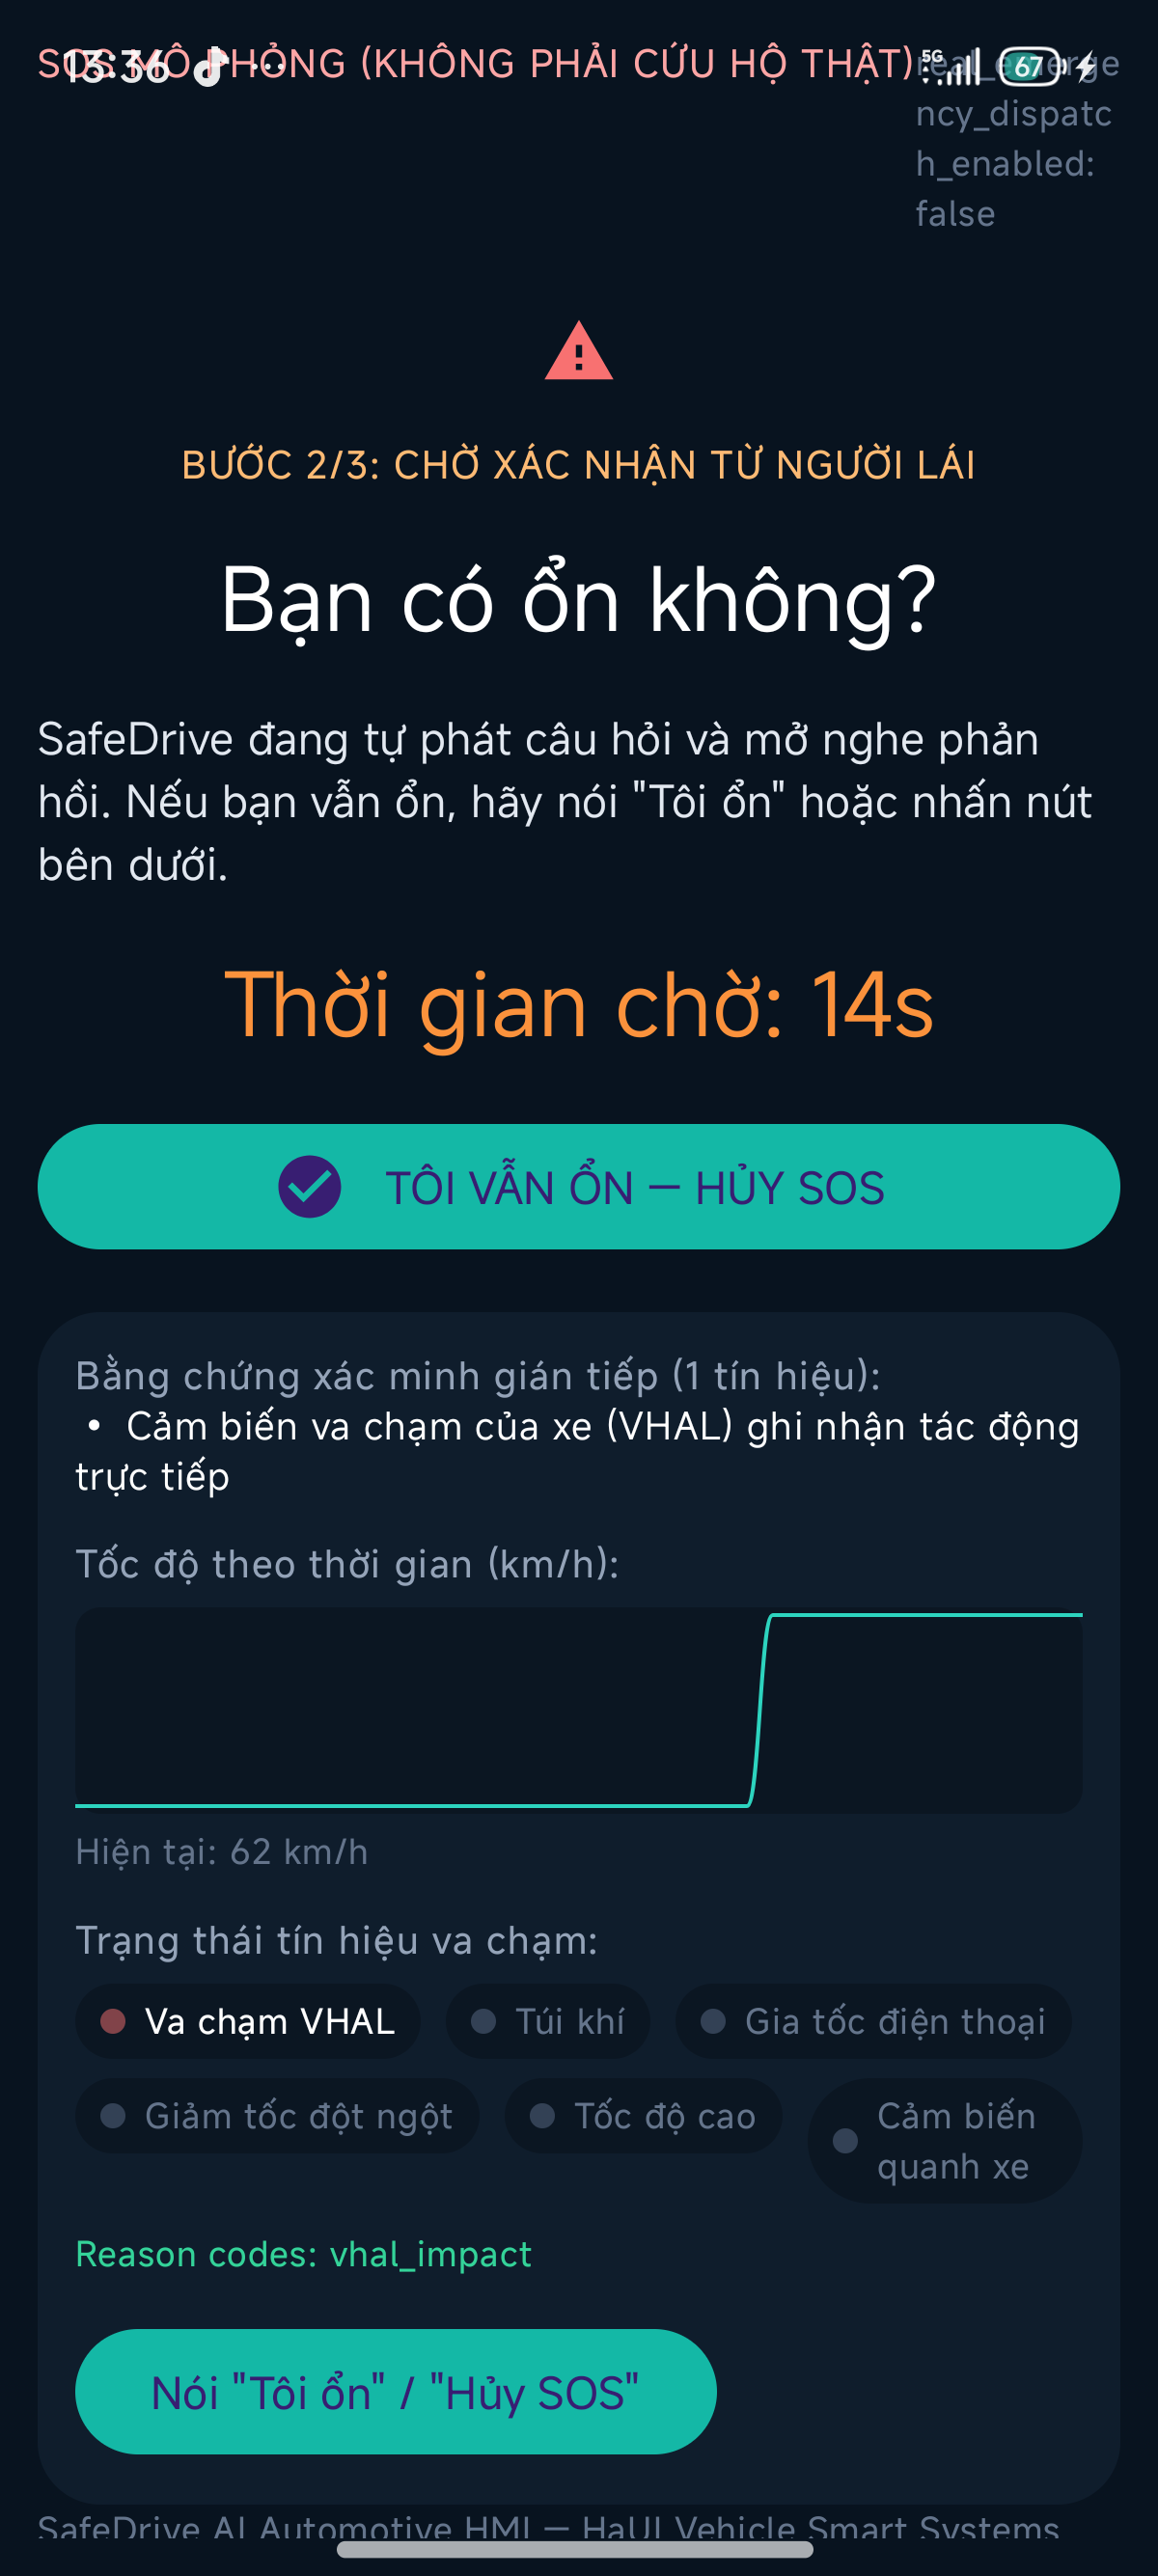 SOS MÔ PHỎNG (KHÔNG PHẢI CỨU HỘ THẬT)
13:36
5G
67
real_emerge
ncy_dispatc
h_enabled:
false
BƯỚC 2/3: CHỜ XÁC NHẬN TỪ NGƯỜI LÁI
Bạn có ổn không?
SafeDrive đang tự phát câu hỏi và mở nghe phản
hồi. Nếu bạn vẫn ổn, hãy nói "Tôi ổn" hoặc nhấn nút
bên dưới.
Thời gian chờ: 14s
TÔI VẪN ỔN — HỦY SOS
Bằng chứng xác minh gián tiếp (1 tín hiệu):
• Cảm biến va chạm của xe (VHAL) ghi nhận tác động
trực tiếp
Tốc độ theo thời gian (km/h):
Hiện tại: 62 km/h
Trạng thái tín hiệu va chạm:
Va chạm VHAL
Túi khí
Gia tốc điện thoại
Giảm tốc đột ngột
Tốc độ cao
Cảm biến
quanh xe
Reason codes: vhal_impact
Nói "Tôi ổn" / "Hủy SOS"
SafeDrive AI Automotive HMI — HaUI Vehicle Smart Systems